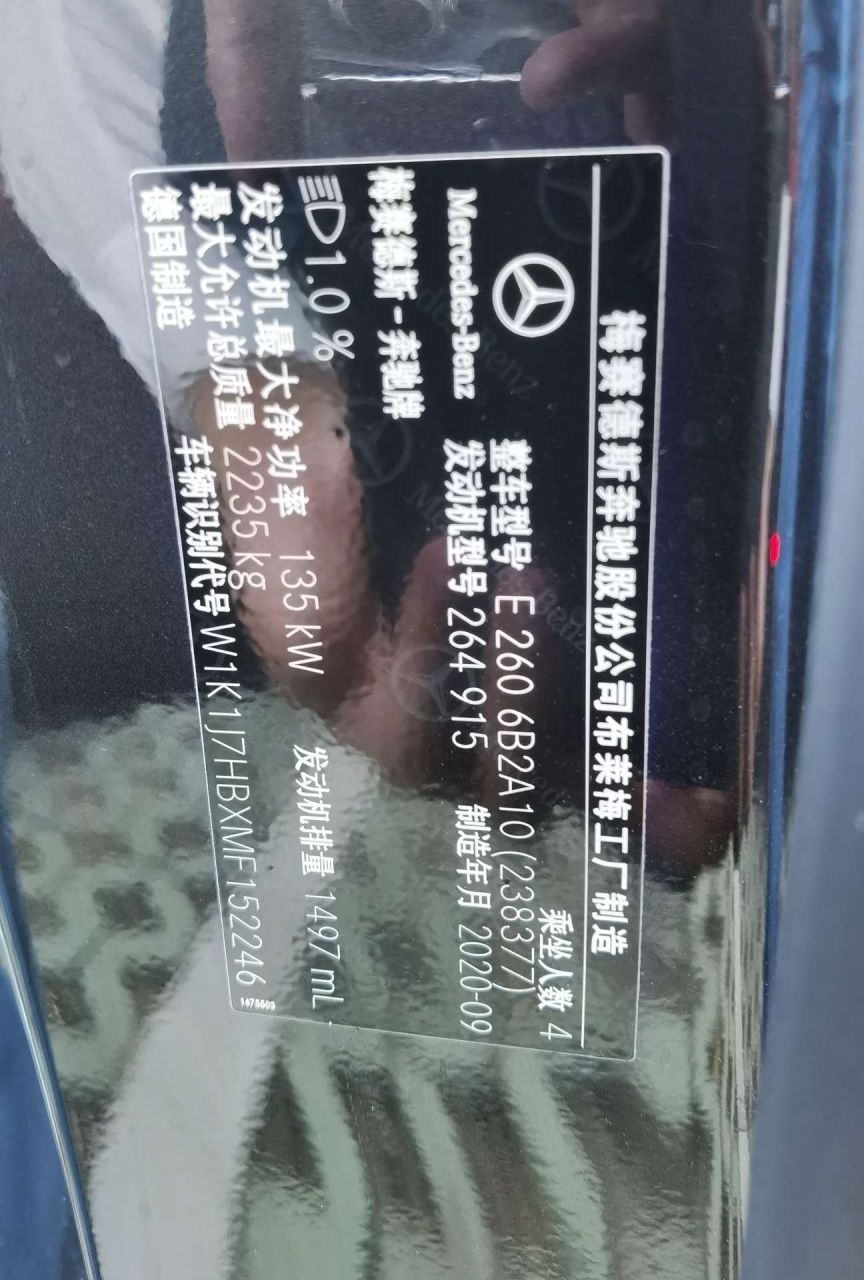 梅赛德斯奔驰股份公司布莱梅工厂制造
乘坐人数 4
整车型号 E 260 6B2A10 (238377)
Mercedes-Benz
发动机型号 264 915
制造年月 2020-09
梅赛德斯-奔驰牌
1.0 %
发动机最大净功率 135 kW
发动机排量 1497 mL
最大允许总质量 2235 kg
德国制造
车辆识别代号 W1K1J7HBXMF152246
1475503